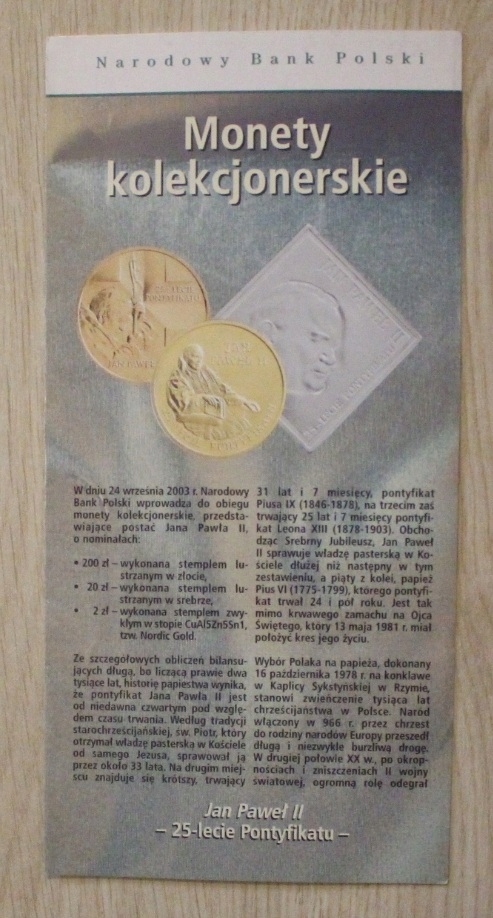 Narodowy Bank Polski
Monety
kolekcjonerskie
25-LECIE
PONTYFIKATU
JAN PAWEŁ II
W dniu 24 września 2003 r. Narodowy
Bank Polski wprowadza do obiegu
monety kolekcjonerskie, przedsta-
wiające postać Jana Pawła II,
o nominałach:
• 200 zł – wykonana stemplem lu-
strzanym w złocie,
• 20 zł – wykonana stemplem lu-
strzanym w srebrze,
• 2 zł – wykonana stemplem zwy-
kłym w stopie CuAl5Zn5Sn1,
tzw. Nordic Gold.
Ze szczegołowych obliczeń bilansu-
jących długą, bo liczącą prawie dwa
tysiące lat, historię papiestwa wynika,
że pontyfikat Jana Pawła II jest
od niedawna czwartym pod wzglę-
dem czasu trwania. Według tradycji
starochrześcijańskiej, św. Piotr, który
otrzymał władzę pasterską w Kościele
od samego Jezusa, sprawował ją
przez około 33 lata. Na drugim miej-
scu znajduje się krótszy, trwający
31 lat i 7 miesięcy, pontyfikat
Piusa IX (1846-1878), na trzecim zaś
trwający 25 lat i 7 miesięcy pontyfi-
kat Leona XIII (1878-1903). Obcho-
dząc Srebrny Jubileusz, Jan Paweł
II sprawuje władzę pasterską w Ko-
ściele dłużej niż następny w tym
zestawieniu, a piąty z kolei, papież
Pius VI (1775-1799), którego pontyfi-
kat trwał 24 i pół roku. Jest tak
mimo krwawego zamachu na Ojca
Świętego, który 13 maja 1981 r. miał
położyć kres jego życiu.
Wybór Polaka na papieża, dokonany
16 października 1978 r. na konklawe
w Kaplicy Sykstyńskiej w Rzymie,
stanowi zwieńczenie tysiąca lat
chrześcijaństwa w Polsce. Naród
włączony w 966 r. przez chrzest
do rodziny narodów Europy przeszedł
długą i niezwykle burzliwą drogę.
W drugiej połowie XX w., po okrop-
nościach i zniszczeniach II wojny
światowej, ogromną rolę odegrał
Jan Paweł II
– 25-lecie Pontyfikatu –